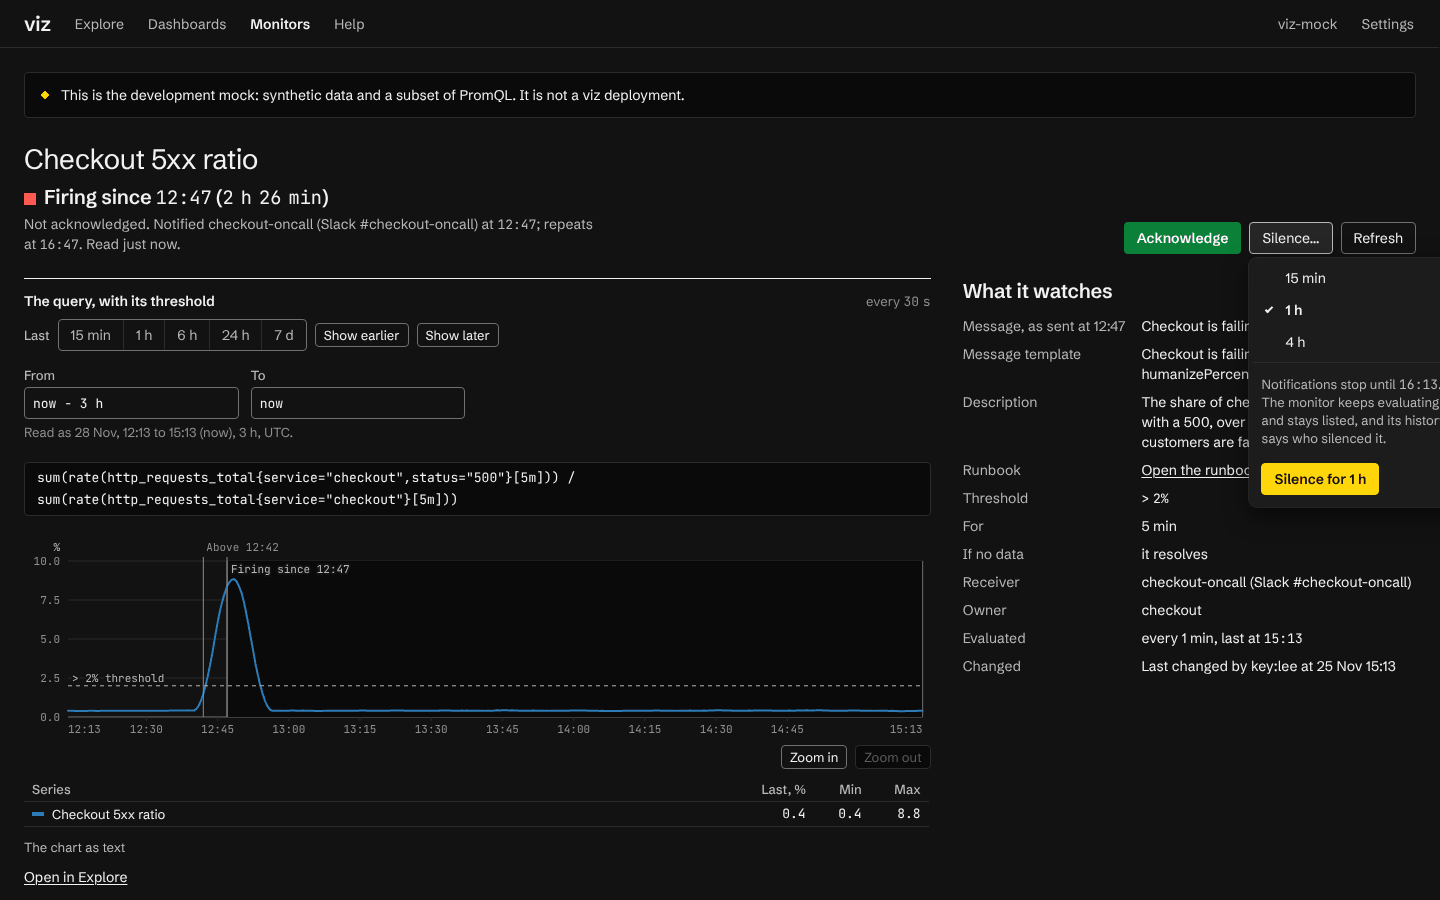 viz Explore Dashboards Monitors Help viz-mock Settings
This is the development mock: synthetic data and a subset of PromQL. It is not a viz deployment.
Checkout 5xx ratio
Firing since 12:47 (2 h 26 min)
Not acknowledged. Notified checkout-oncall (Slack #checkout-oncall) at 12:47; repeats
at 16:47. Read just now.
Acknowledge Silence... Refresh
15 min
1 h
4 h
Notifications stop until 16:13.
The monitor keeps evaluating
and stays listed, and its histor
says who silenced it.
Silence for 1 h
The query, with its threshold every 30 s
Last 15 min 1 h 6 h 24 h 7 d Show earlier Show later
From To
now - 3 h now
Read as 28 Nov, 12:13 to 15:13 (now), 3 h, UTC.
sum(rate(http_requests_total{service="checkout",status="500"}[5m])) /
sum(rate(http_requests_total{service="checkout"}[5m]))
% Above 12:42
10.0 Firing since 12:47
7.5
5.0
2.5 > 2% threshold
0.0
12:13 12:30 12:45 13:00 13:15 13:30 13:45 14:00 14:15 14:30 14:45 15:13
Zoom in Zoom out
Series Last, % Min Max
Checkout 5xx ratio 0.4 0.4 8.8
The chart as text
Open in Explore
What it watches
Message, as sent at 12:47 Checkout is failin
Message template Checkout is failin
humanizePercen
Description The share of che
with a 500, over
customers are fa
Runbook Open the runboo
Threshold > 2%
For 5 min
If no data it resolves
Receiver checkout-oncall (Slack #checkout-oncall)
Owner checkout
Evaluated every 1 min, last at 15:13
Changed Last changed by key:lee at 25 Nov 15:13